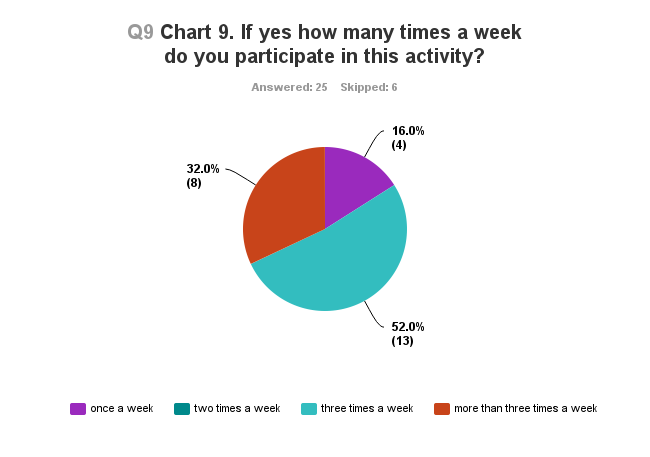 Q9 Chart 9. If yes how many times a week
do you participate in this activity?
Answered: 25 Skipped: 6
16.0%
(4)
32.0%
(8)
52.0%
(13)
once a week two times a week three times a week more than three times a week